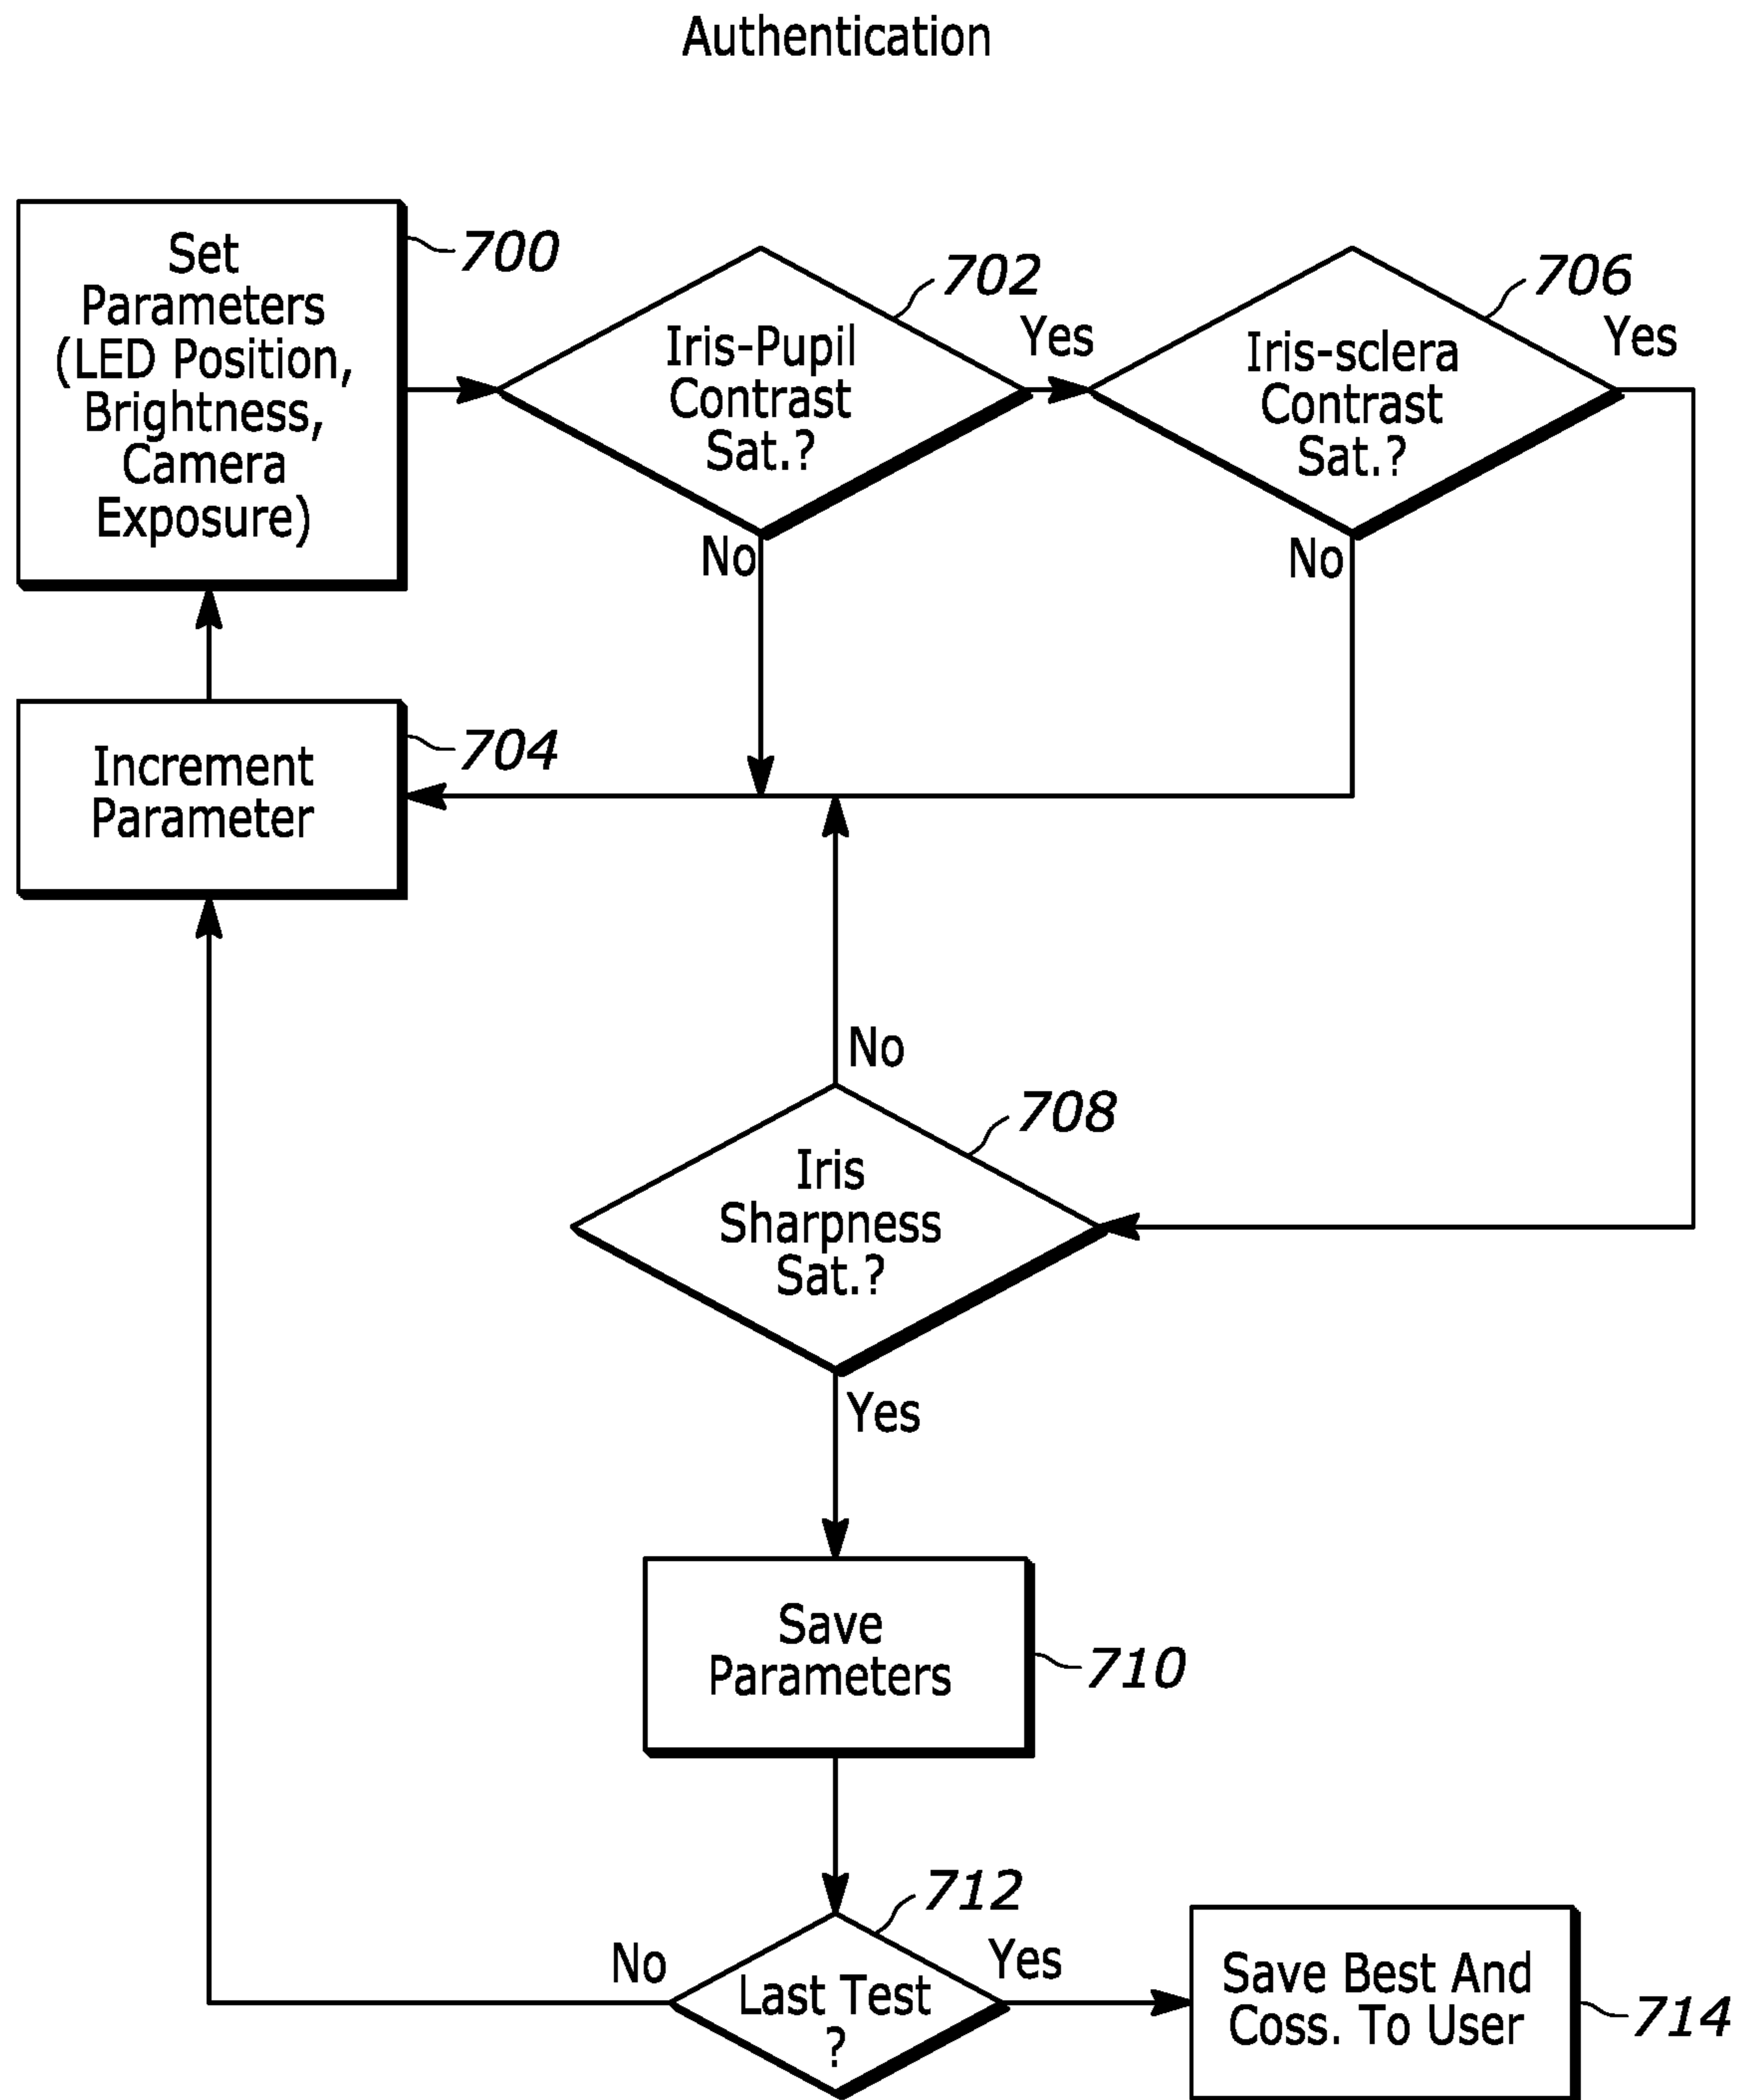 Authentication
Set
Parameters
(LED Position,
Brightness,
Camera
Exposure)
700
Iris-Pupil
Contrast
Sat.?
702
Yes
No
Iris-sclera
Contrast
Sat.?
706
Yes
No
Increment
Parameter
704
No
Iris
Sharpness
Sat.?
708
Yes
Save
Parameters
710
Last Test
?
712
No
Yes
Save Best And
Coss. To User
714